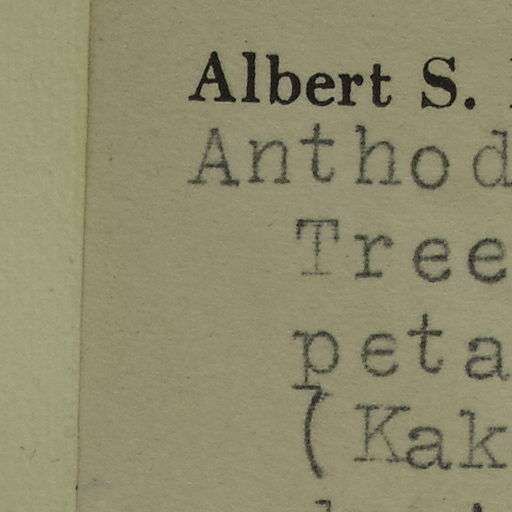 Albert S.
Anthod
Tree
peta
(Kak